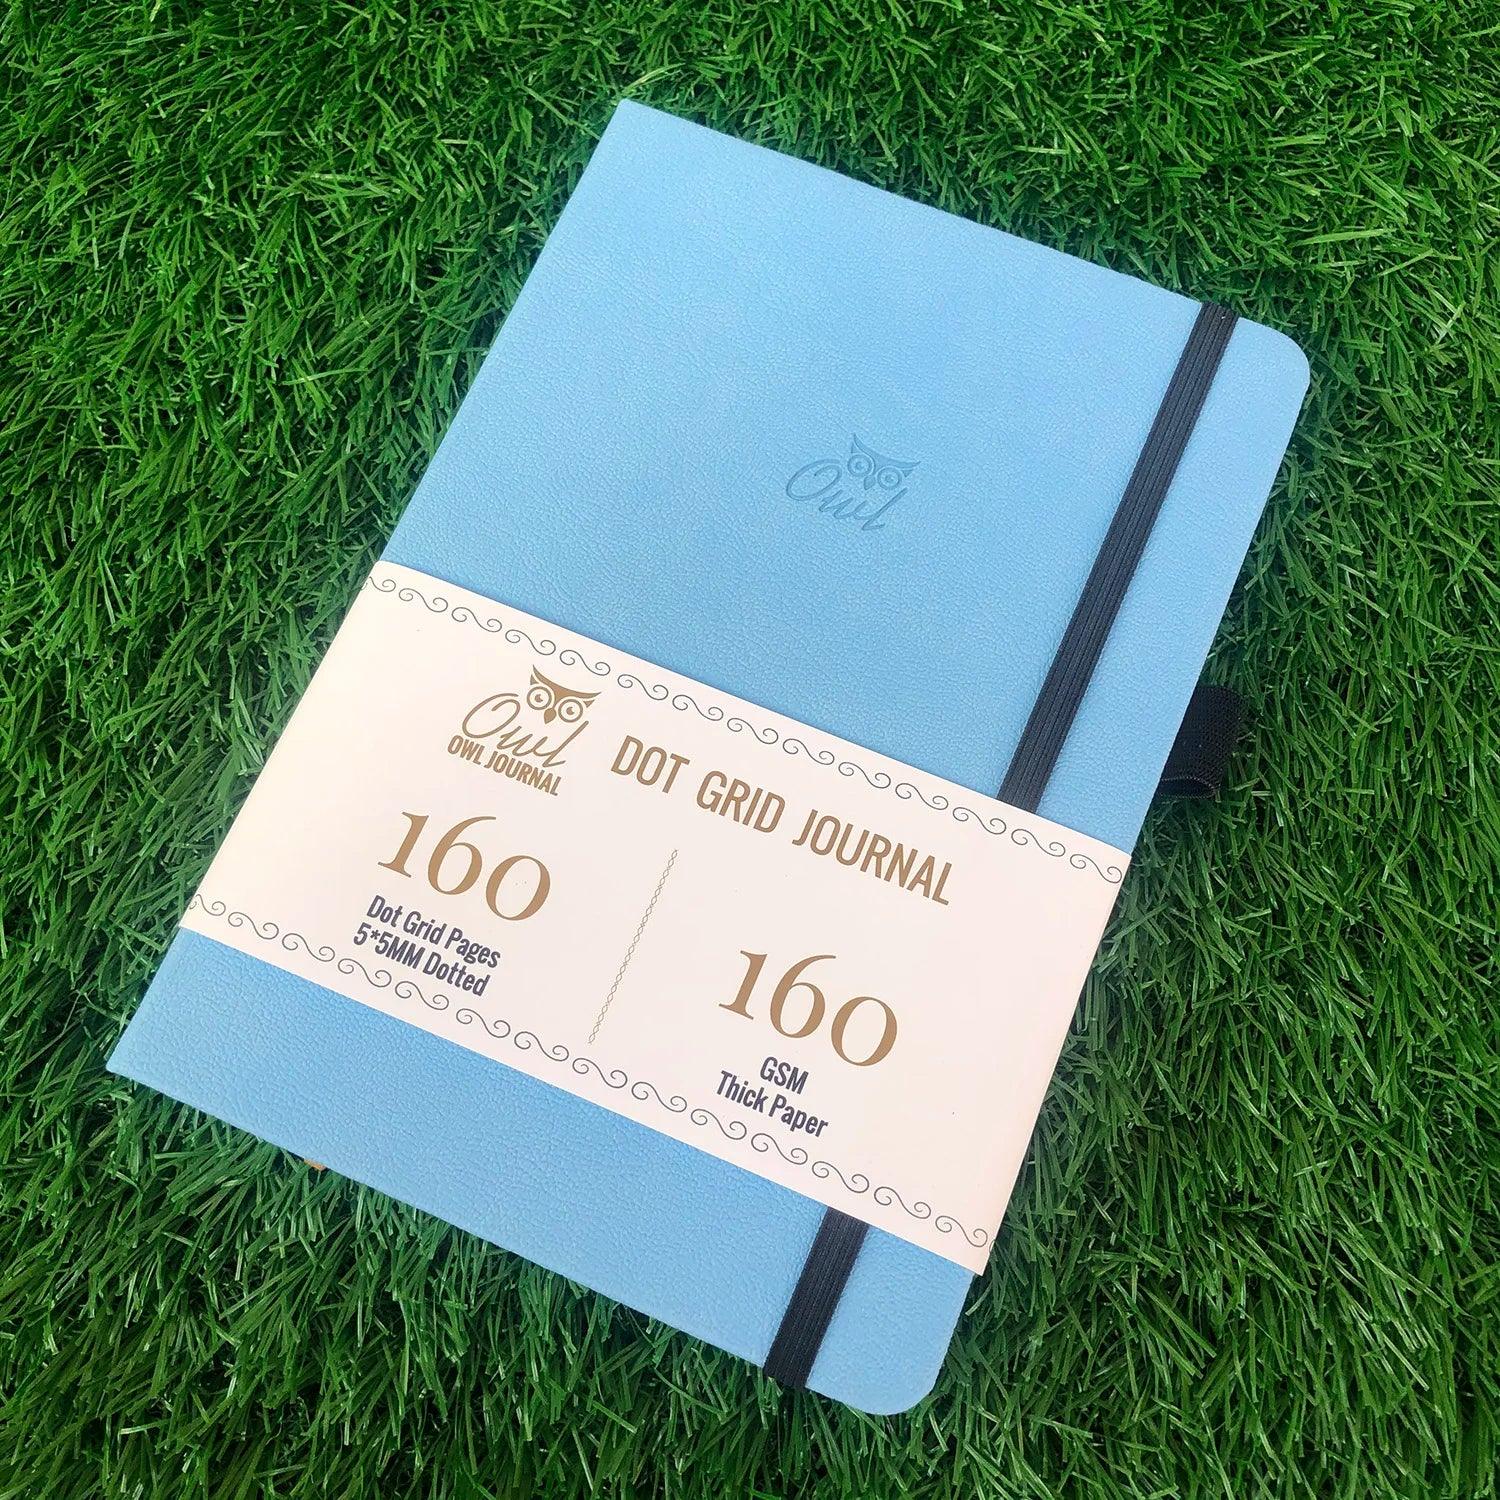 Owl
Owl
OWL JOURNAL
DOT GRID JOURNAL
160
Dot Grid Pages
5*5MM Dotted
160
GSM
Thick Paper